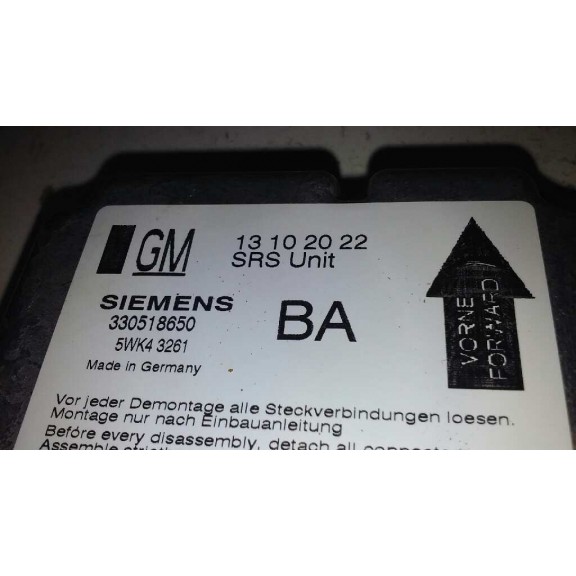 GM
13 10 20 22
SRS Unit
SIEMENS
330518650
5WK4 3261
Made in Germany
BA
VORNE
FORWARD
Vor jeder Demontage alle Steckverbindungen loesen.
Montage nur nach Einbauanleitung
Before every disassembly, detach all
Assemble